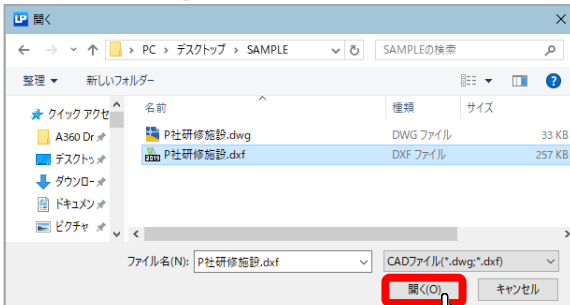 LP 開く
PC › デスクトップ › SAMPLE
SAMPLEの検索
整理 新しいフォルダー
名前 種類 サイズ
クイック アクセ
A360 Dr
デスクトッ
ダウンロー
ドキュメン
ピクチャ
P社研修施設.dwg DWG ファイル 33 KB
P社研修施設.dxf DXF ファイル 257 KB
ファイル名(N): P社研修施設.dxf CADファイル(*.dwg;*.dxf)
開く(O) キャンセル